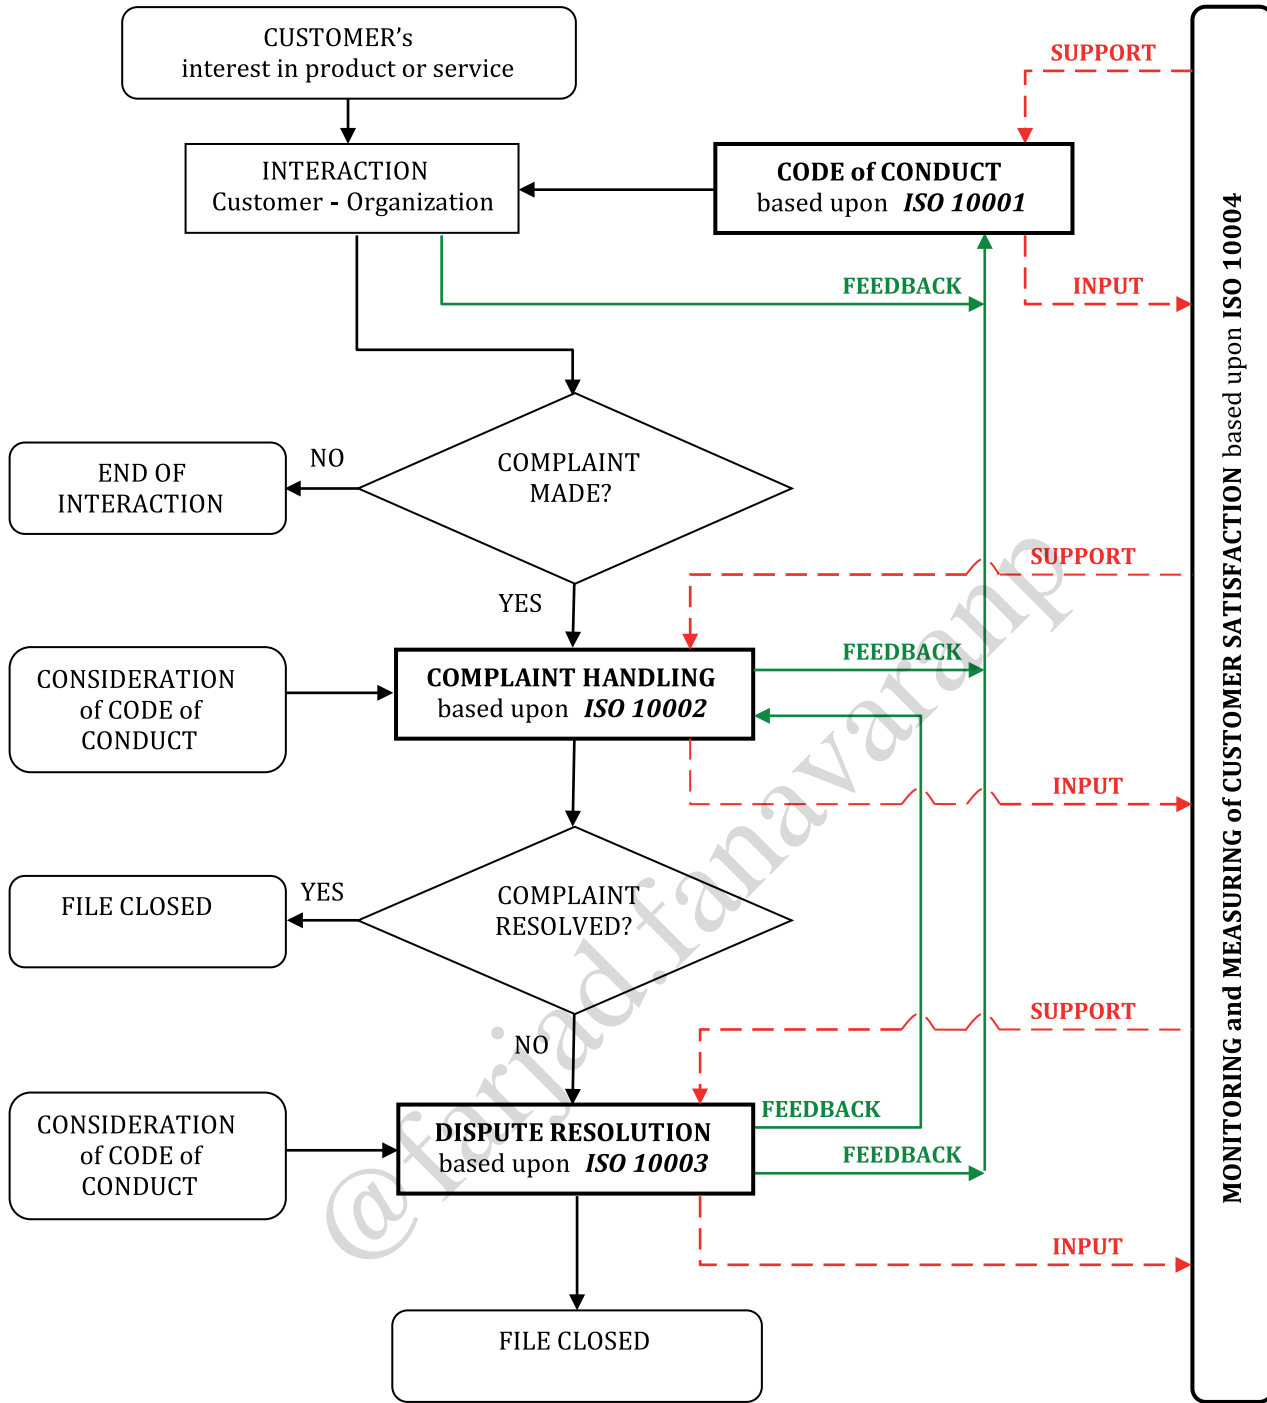 CUSTOMER's
interest in product or service
SUPPORT
INTERACTION
Customer - Organization
CODE of CONDUCT
based upon ISO 10001
FEEDBACK
INPUT
COMPLAINT
MADE?
NO
END OF
INTERACTION
YES
SUPPORT
CONSIDERATION
of CODE of
CONDUCT
COMPLAINT HANDLING
based upon ISO 10002
FEEDBACK
INPUT
COMPLAINT
RESOLVED?
YES
FILE CLOSED
NO
SUPPORT
CONSIDERATION
of CODE of
CONDUCT
DISPUTE RESOLUTION
based upon ISO 10003
FEEDBACK
FEEDBACK
INPUT
FILE CLOSED
MONITORING and MEASURING of CUSTOMER SATISFACTION based upon ISO 10004
@farjad.fanavaranp